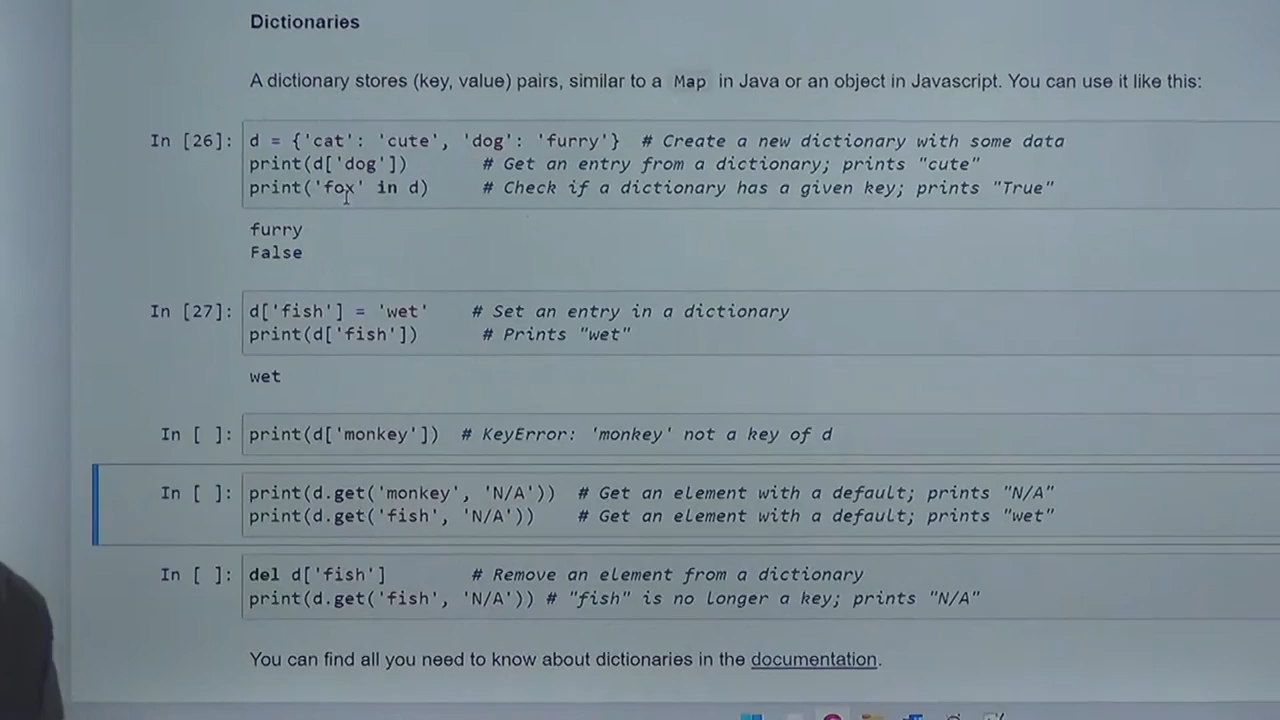 Dictionaries
A dictionary stores (key, value) pairs, similar to a Map in Java or an object in Javascript. You can use it like this:
In [26]: d = {'cat': 'cute', 'dog': 'furry'}  # Create a new dictionary with some data
print(d['dog'])       # Get an entry from a dictionary; prints "cute"
print('fox' in d)     # Check if a dictionary has a given key; prints "True"
furry
False
In [27]: d['fish'] = 'wet'    # Set an entry in a dictionary
print(d['fish'])      # Prints "wet"
wet
In [ ]: print(d['monkey'])  # KeyError: 'monkey' not a key of d
In [ ]: print(d.get('monkey', 'N/A'))  # Get an element with a default; prints "N/A"
print(d.get('fish', 'N/A'))    # Get an element with a default; prints "wet"
In [ ]: del d['fish']        # Remove an element from a dictionary
print(d.get('fish', 'N/A')) # "fish" is no longer a key; prints "N/A"
You can find all you need to know about dictionaries in the documentation.